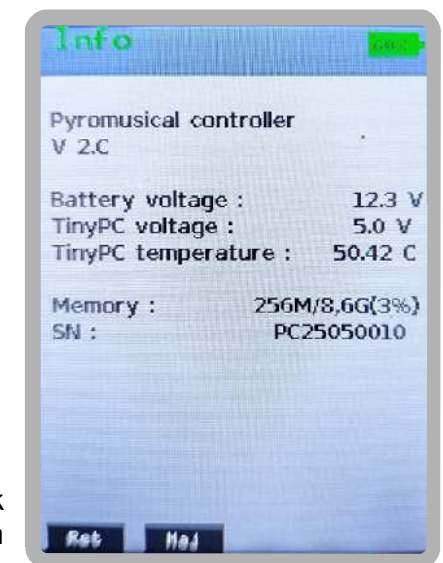 Info
Pyromusical controller
V 2.C
Battery voltage : 12.3 V
TinyPC voltage : 5.0 V
TinyPC temperature : 50.42 C
Memory : 256M/8,6G(3%)
SN : PC25050010
Ret Maj